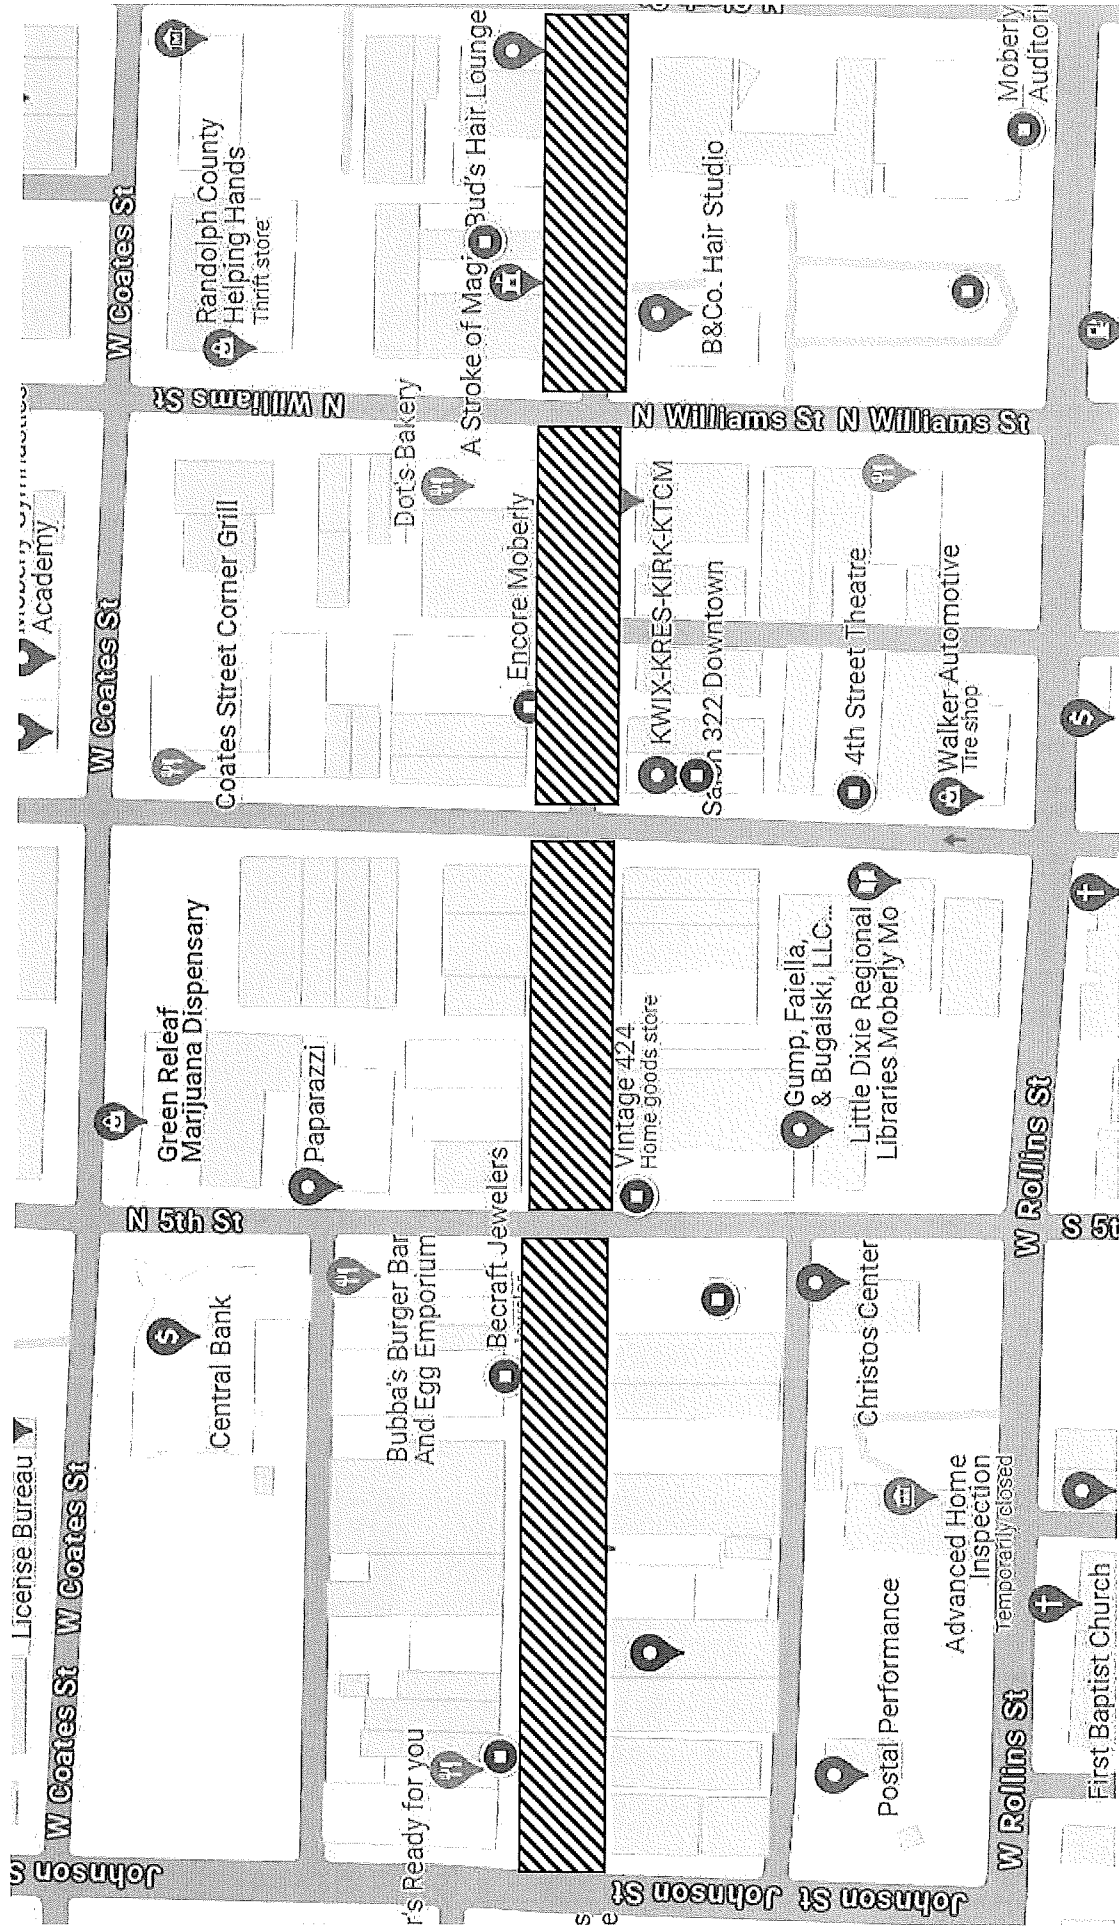 License Bureau
Academy
W Coates St
W Coates St
W Coates St
W Coates St
Johnson S
N 5th St
N Williams St
Green Releaf
Marijuana Dispensary
Central Bank
Coates Street Corner Grill
Randolph County
Helping Hands
Thrift store
Paparazzi
Bubba's Burger Bar
And Egg Emporium
Dot's Bakery
r's Ready for you
Becraft Jewelers
Encore Moberly
A Stroke of Magi
Bud's Hair Lounge
Johnson St
Vintage 424
Home goods store
KWIX-KRES-KIRK-KTCM
Salon 322 Downtown
N Williams St
B&Co. Hair Studio
Gump, Faiella,
& Bugalski, LLC...
Little Dixie Regional
Libraries Moberly Mo
4th Street Theatre
N Williams St
Johnson St
Christos Center
Postal Performance
Advanced Home
Inspection
Temporarily closed
Walker Automotive
Tire shop
Moberly
Auditori
W Rollins St
W Rollins St
S 5t
First Baptist Church